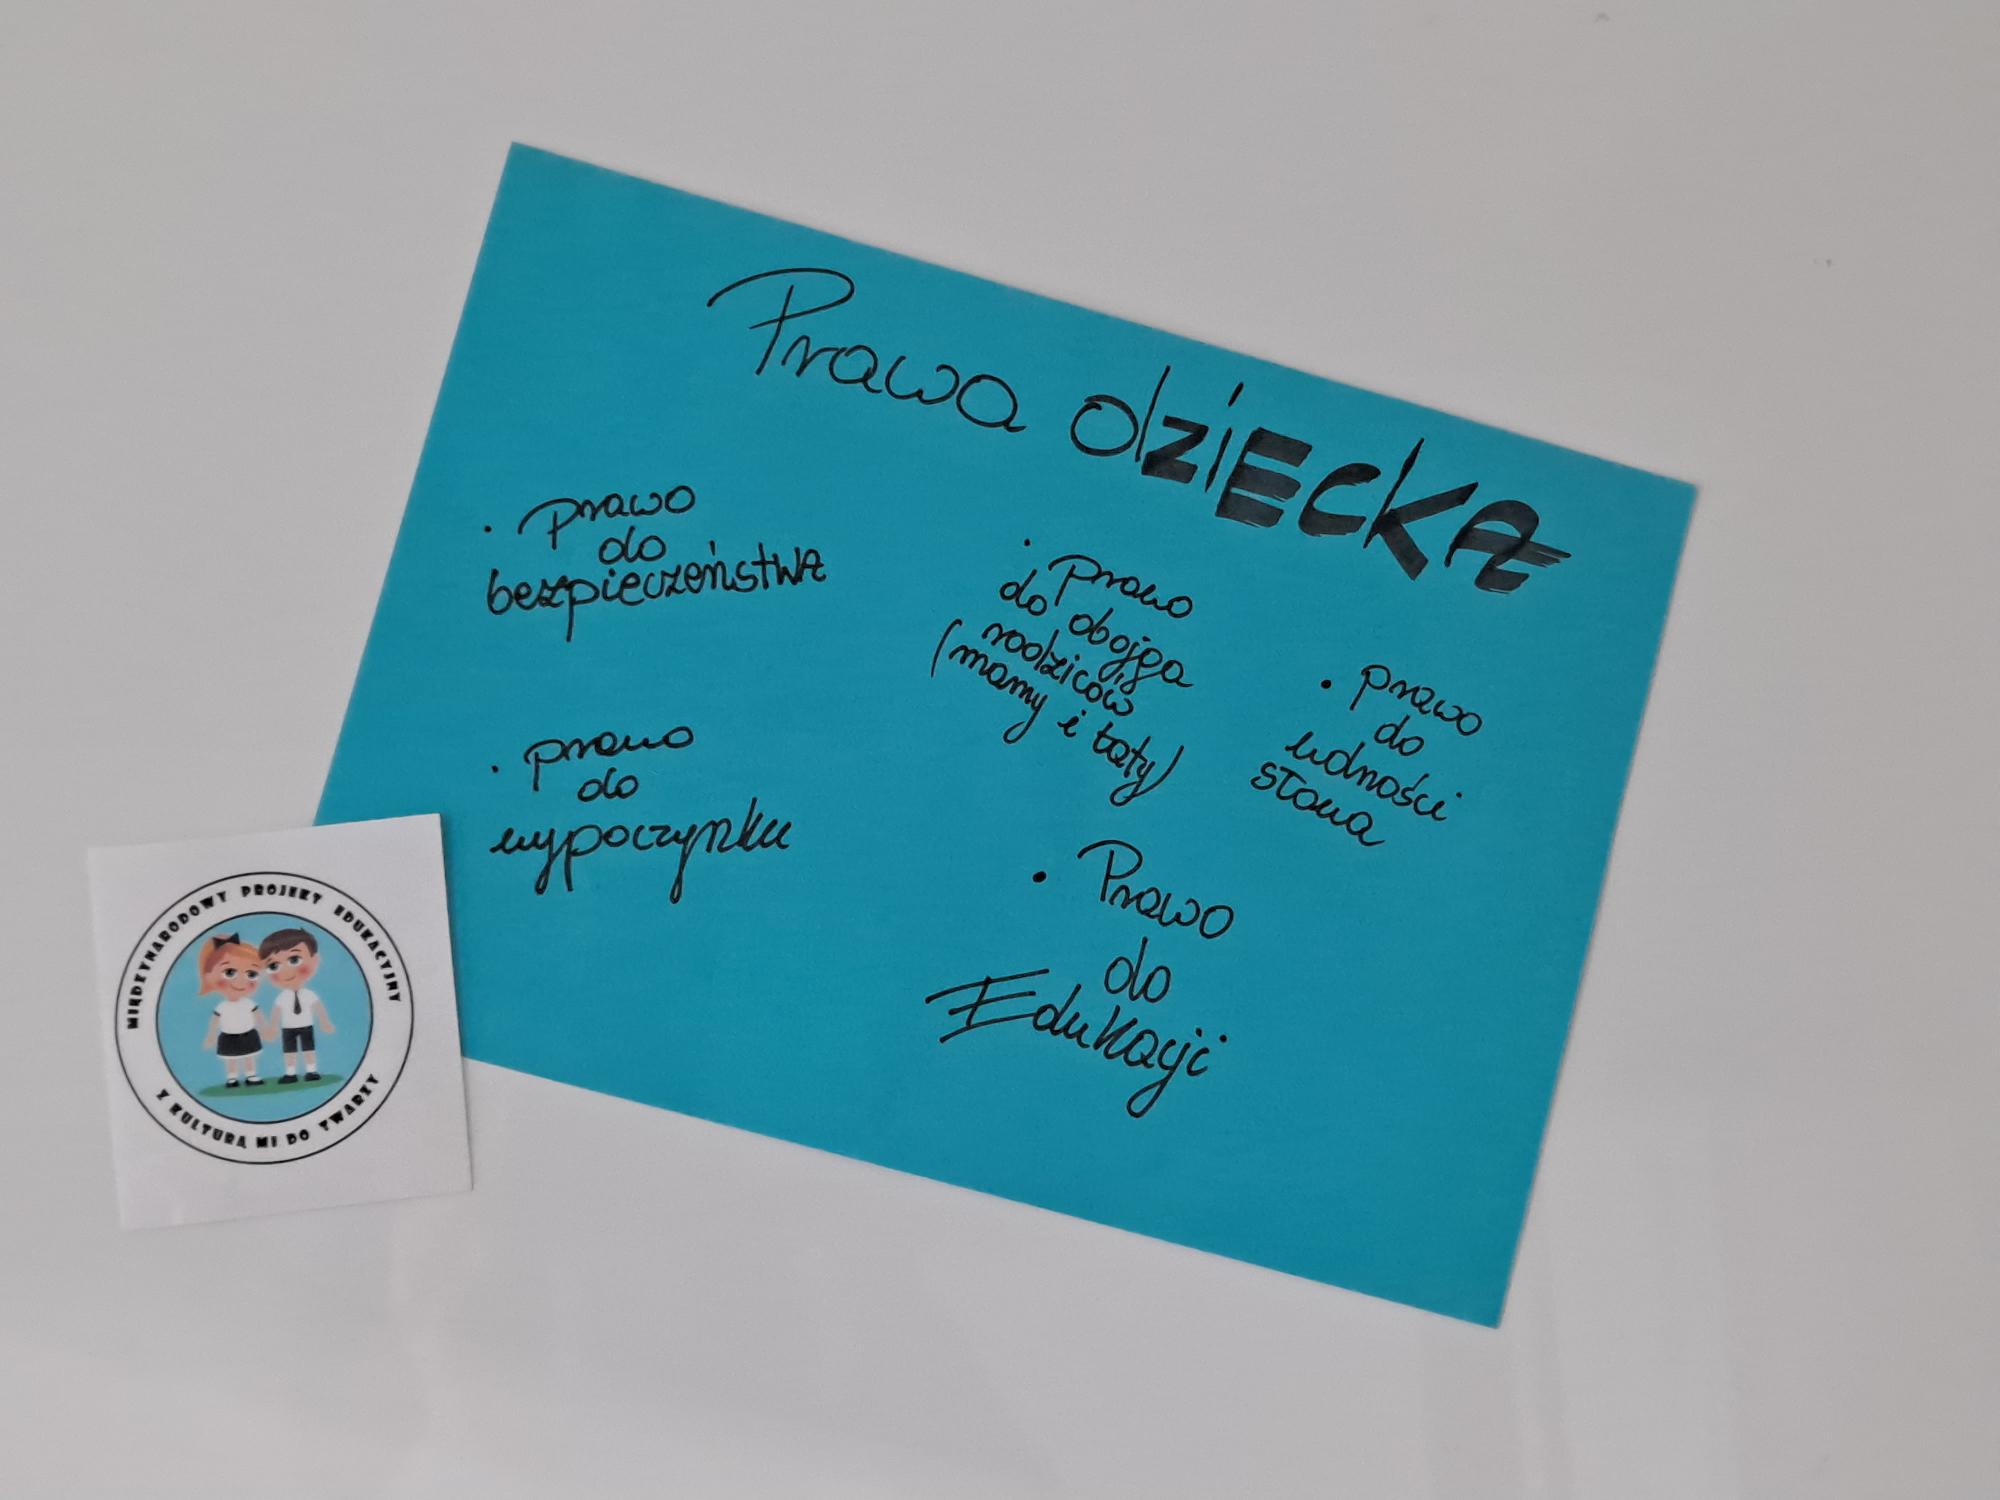 Prawa dziecka
• prawo
do
bezpieczeństwa
• prawo
do
wypoczynku
• prawo
do obojga
rodziców
(mamy i taty)
• prawo
do
wolności
słowa
• Prawo
do
Edukacji
MIĘDZYNARODOWY PROJEKT EDUKACYJNY
Z KULTURĄ MI DO TWARZY